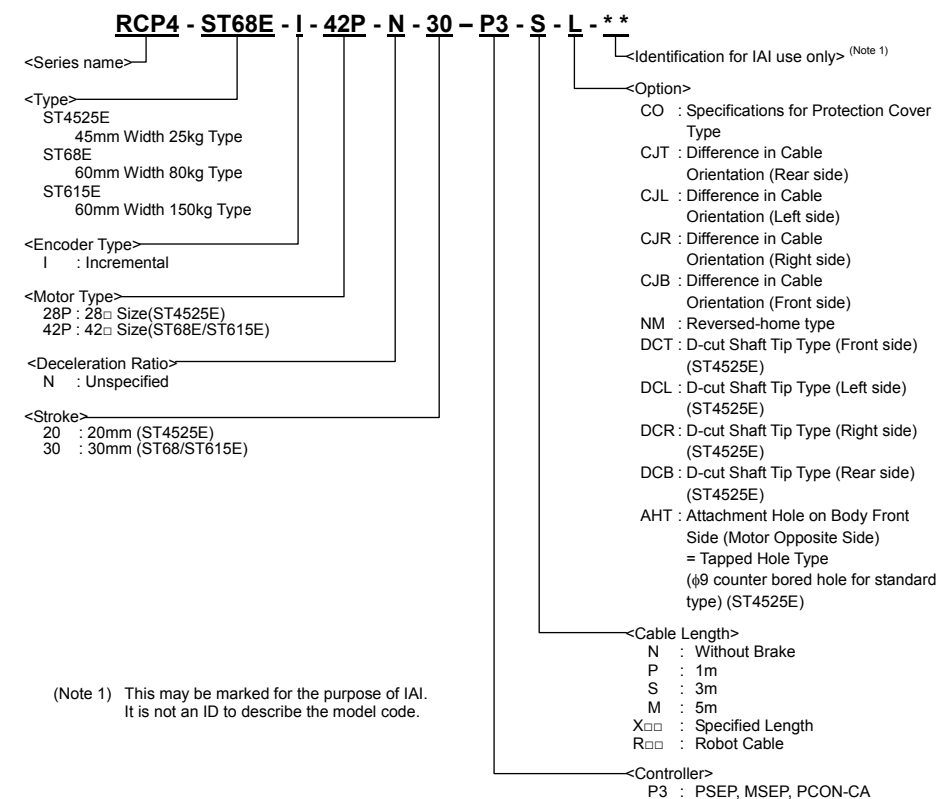 RCP4 - ST68E - I - 42P - N - 30 – P3 - S - L - * *
<Series name>
<Type>
ST4525E
45mm Width 25kg Type
ST68E
60mm Width 80kg Type
ST615E
60mm Width 150kg Type
<Encoder Type>
I : Incremental
<Motor Type>
28P : 28□ Size(ST4525E)
42P : 42□ Size(ST68E/ST615E)
<Deceleration Ratio>
N : Unspecified
<Stroke>
20 : 20mm (ST4525E)
30 : 30mm (ST68/ST615E)
(Note 1) This may be marked for the purpose of IAI.
It is not an ID to describe the model code.
<Identification for IAI use only> (Note 1)
<Option>
CO : Specifications for Protection Cover
Type
CJT : Difference in Cable
Orientation (Rear side)
CJL : Difference in Cable
Orientation (Left side)
CJR : Difference in Cable
Orientation (Right side)
CJB : Difference in Cable
Orientation (Front side)
NM : Reversed-home type
DCT : D-cut Shaft Tip Type (Front side)
(ST4525E)
DCL : D-cut Shaft Tip Type (Left side)
(ST4525E)
DCR : D-cut Shaft Tip Type (Right side)
(ST4525E)
DCB : D-cut Shaft Tip Type (Rear side)
(ST4525E)
AHT : Attachment Hole on Body Front
Side (Motor Opposite Side)
= Tapped Hole Type
(ϕ9 counter bored hole for standard
type) (ST4525E)
<Cable Length>
N : Without Brake
P : 1m
S : 3m
M : 5m
X□□ : Specified Length
R□□ : Robot Cable
<Controller>
P3 : PSEP, MSEP, PCON-CA